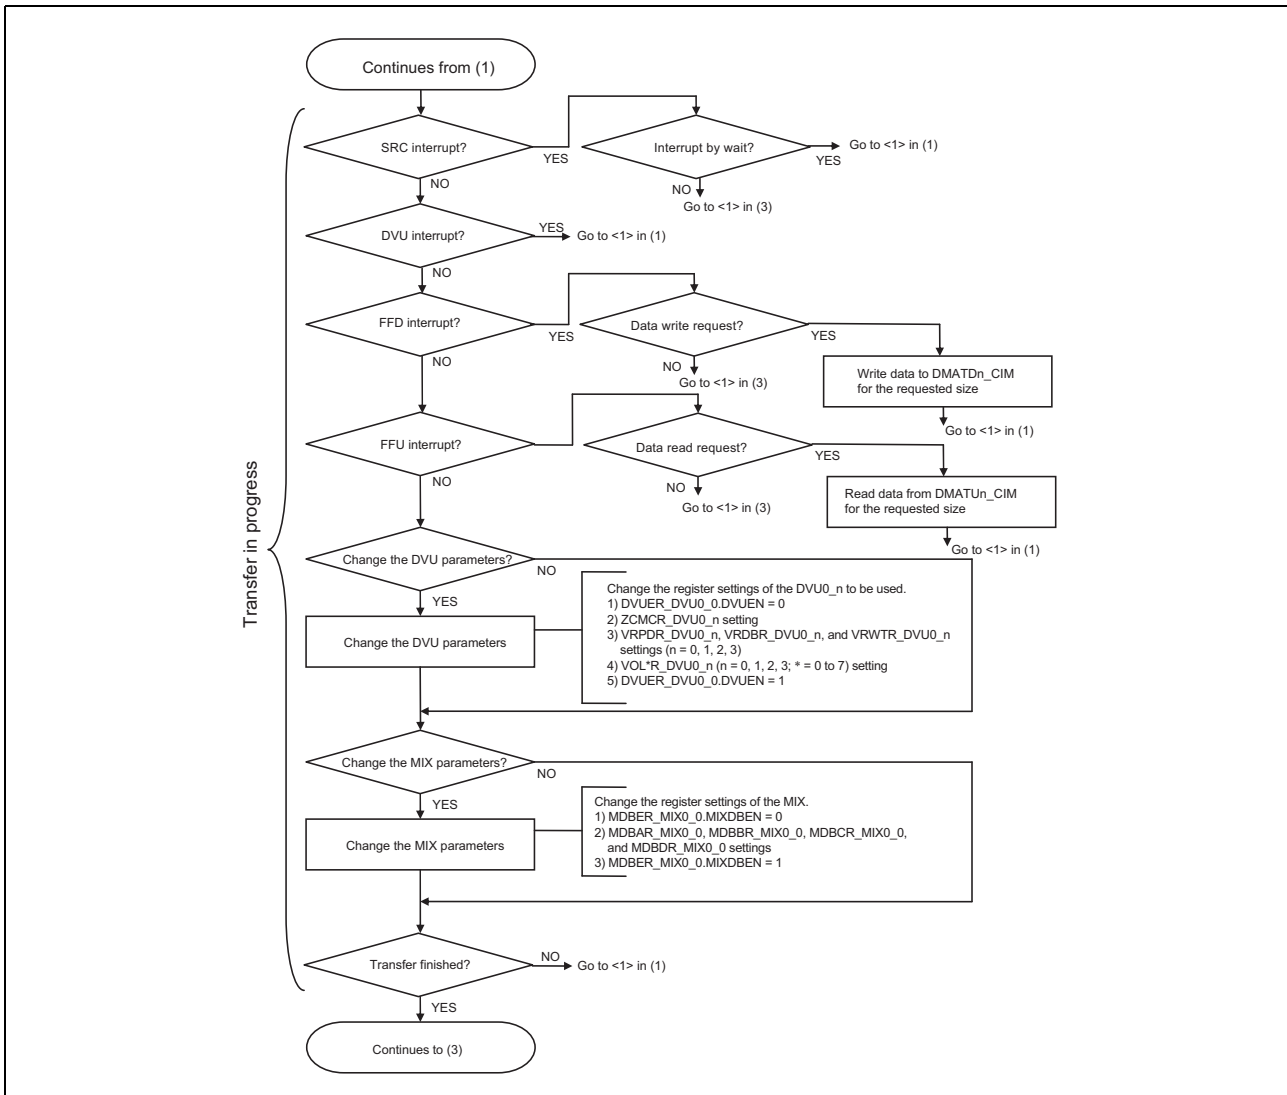 Continues from (1)
SRC interrupt?
YES
Interrupt by wait?
YES
Go to <1> in (1)
NO
NO
Go to <1> in (3)
DVU interrupt?
YES
Go to <1> in (1)
NO
FFD interrupt?
YES
Data write request?
YES
NO
NO
Go to <1> in (3)
Write data to DMATDn_CIM
for the requested size
Go to <1> in (1)
FFU interrupt?
Data read request?
YES
NO
NO
Go to <1> in (3)
Read data from DMATUn_CIM
for the requested size
Go to <1> in (1)
Transfer in progress
Change the DVU parameters?
NO
YES
Change the DVU parameters
Change the register settings of the DVU0_n to be used.
1) DVUER_DVU0_0.DVUEN = 0
2) ZCMCR_DVU0_n setting
3) VRPDR_DVU0_n, VRDBR_DVU0_n, and VRWTR_DVU0_n
settings (n = 0, 1, 2, 3)
4) VOL*R_DVU0_n (n = 0, 1, 2, 3; * = 0 to 7) setting
5) DVUER_DVU0_0.DVUEN = 1
Change the MIX parameters?
NO
YES
Change the MIX parameters
Change the register settings of the MIX.
1) MDBER_MIX0_0.MIXDBEN = 0
2) MDBAR_MIX0_0, MDBBR_MIX0_0, MDBCR_MIX0_0,
and MDBDR_MIX0_0 settings
3) MDBER_MIX0_0.MIXDBEN = 1
Transfer finished?
NO
Go to <1> in (1)
YES
Continues to (3)